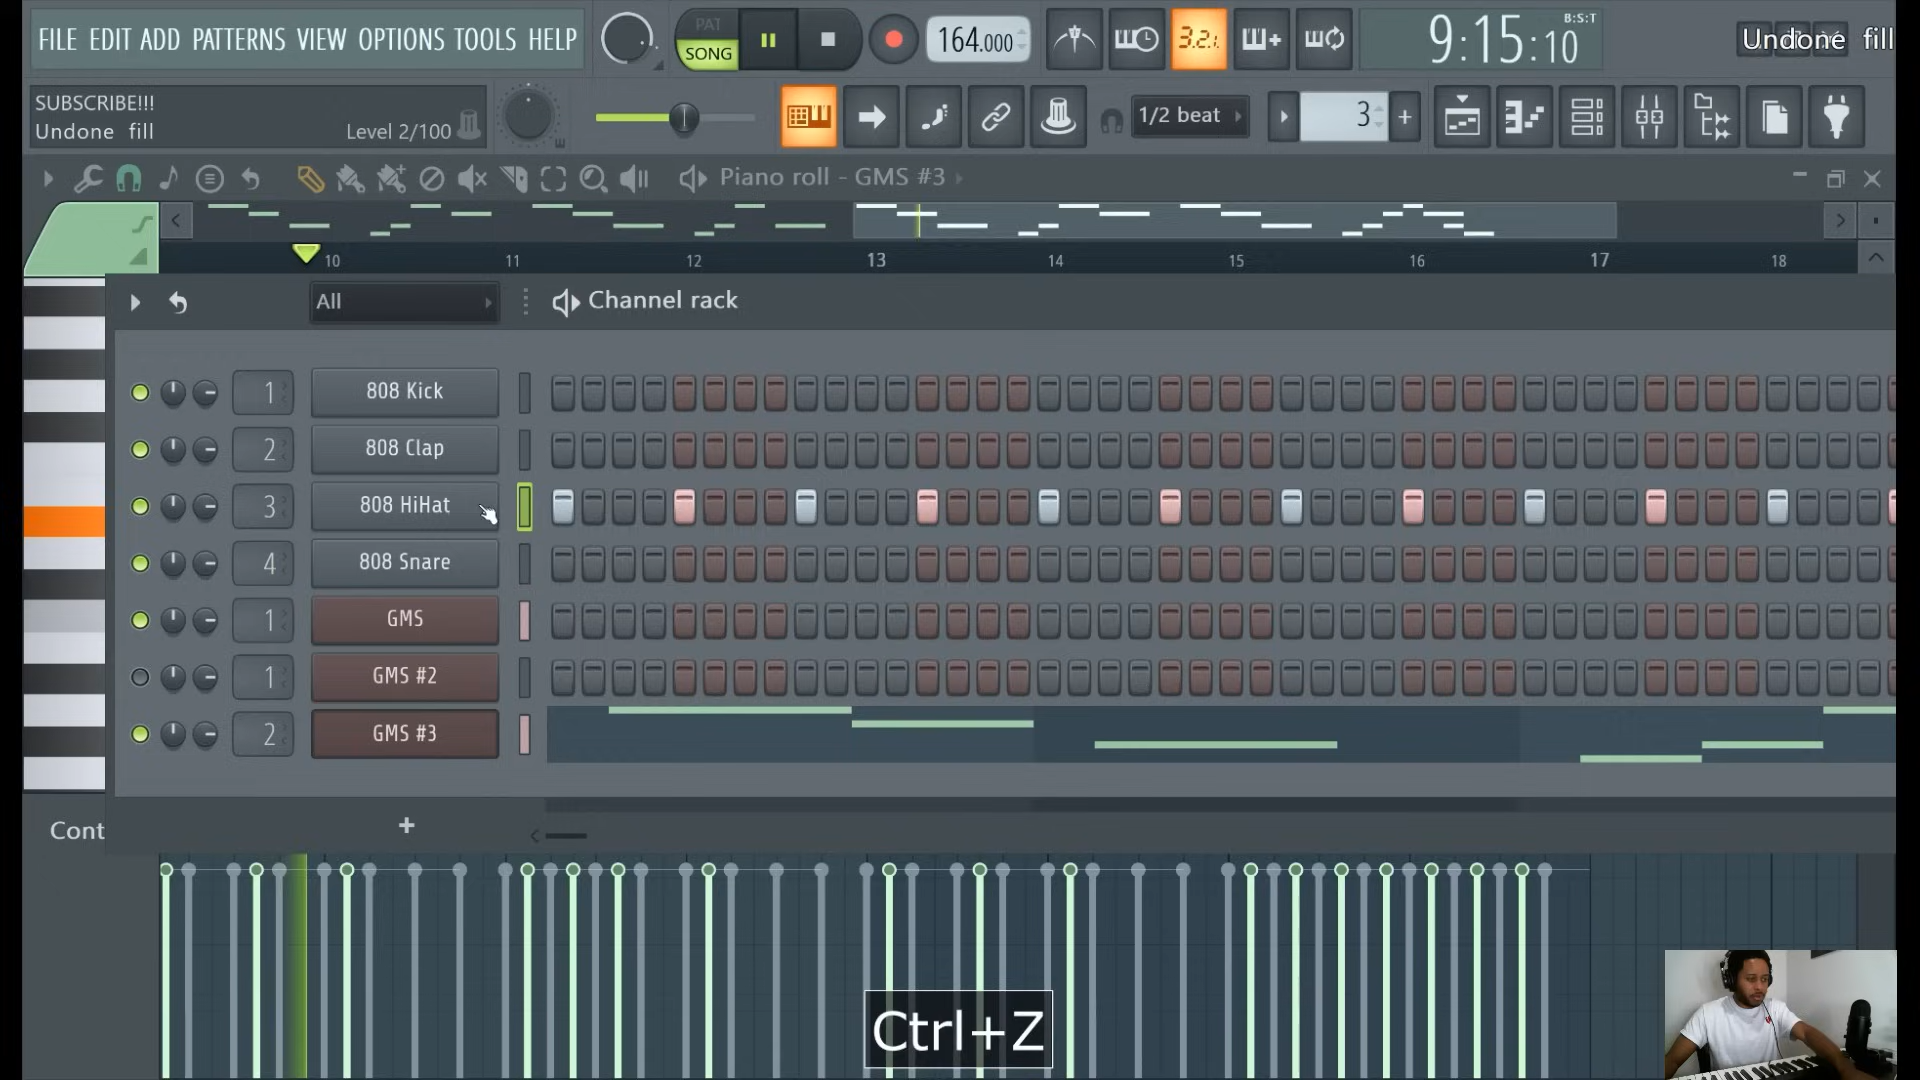 FILE EDIT ADD PATTERNS VIEW OPTIONS TOOLS HELP
PAT
SONG
164.000
3.2.1
9:15:10
B:S:T
Undone fill
SUBSCRIBE!!!
Undone fill
Level 2/100
1/2 beat
3
Piano roll - GMS #3
10 11 12 13 14 15 16 17 18
All
Channel rack
1 808 Kick
2 808 Clap
3 808 HiHat
4 808 Snare
1 GMS
1 GMS #2
2 GMS #3
Cont
+
Ctrl+Z